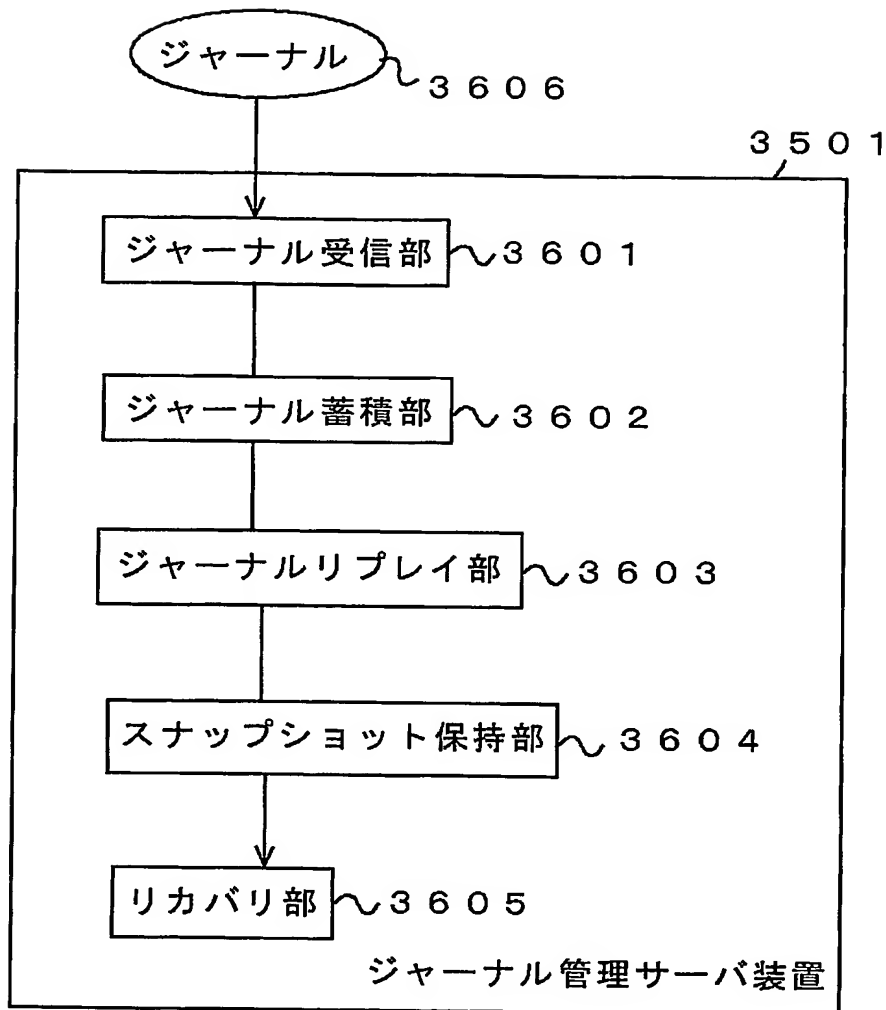 ジャーナル
3606
3501
ジャーナル受信部
3601
ジャーナル蓄積部
3602
ジャーナルリプレイ部
3603
スナップショット保持部
3604
リカバリ部
3605
ジャーナル管理サーバ装置